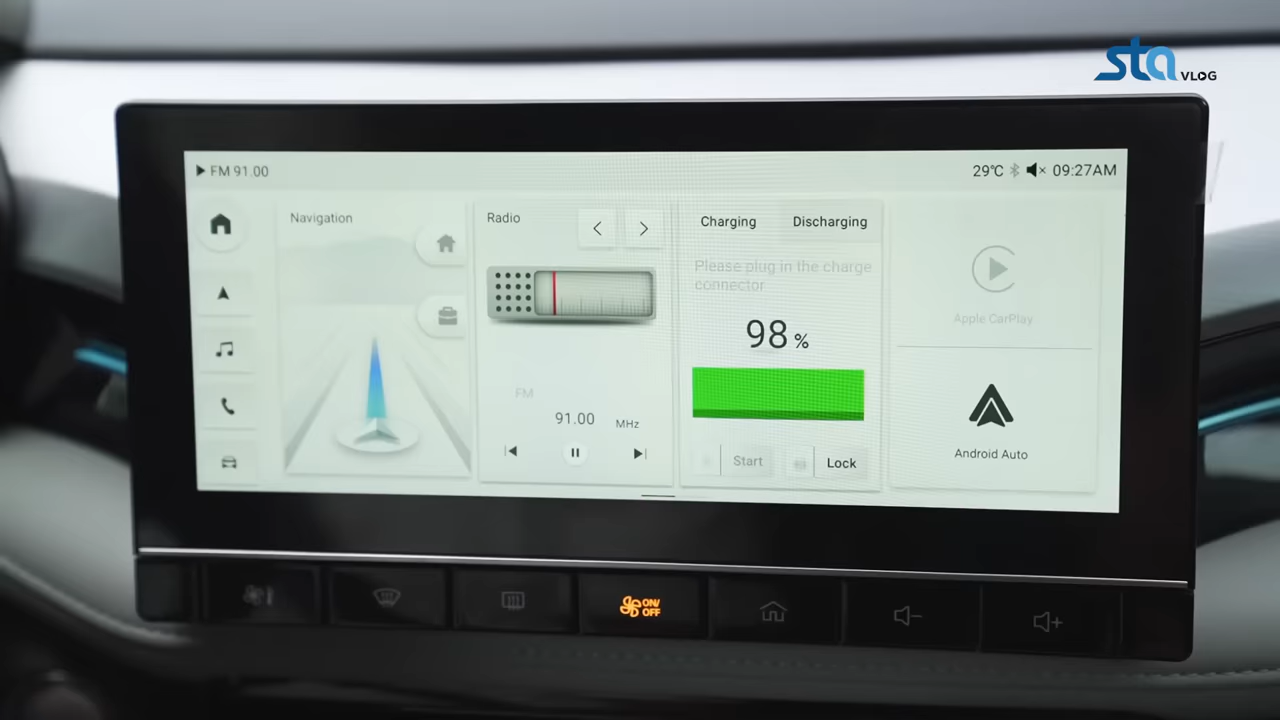 sta VLOG
FM 91.00
29℃ 09:27AM
Navigation
Radio
Charging Discharging
Please plug in the charge
connector
98 %
Apple CarPlay
FM
91.00 MHz
Start Lock
Android Auto
ON/
OFF